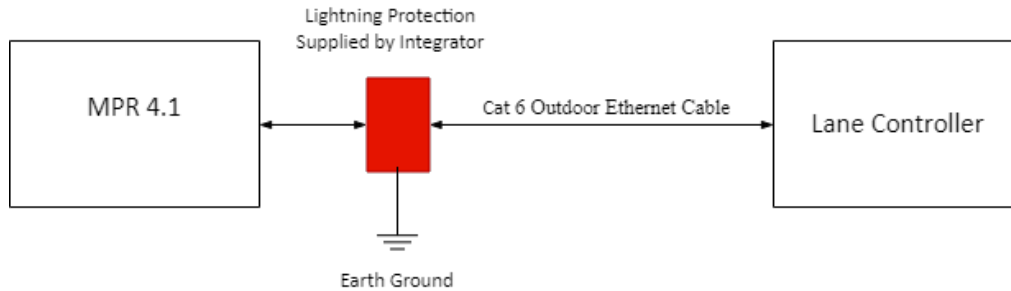 Lightning Protection
Supplied by Integrator
MPR 4.1
Cat 6 Outdoor Ethernet Cable
Lane Controller
Earth Ground